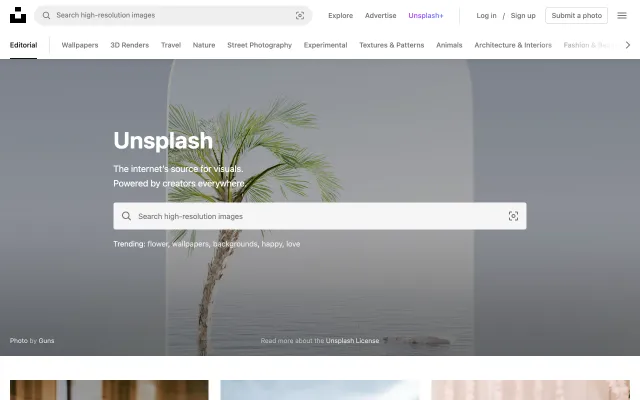 Search high-resolution images
Explore
Advertise
Unsplash+
Log in / Sign up
Submit a photo
Editorial
Wallpapers
3D Renders
Travel
Nature
Street Photography
Experimental
Textures & Patterns
Animals
Architecture & Interiors
Fashion &
Unsplash
The internet's source for visuals.
Powered by creators everywhere.
Search high-resolution images
Trending: flower, wallpapers, backgrounds, happy, love
Photo by Guns
Read more about the Unsplash License